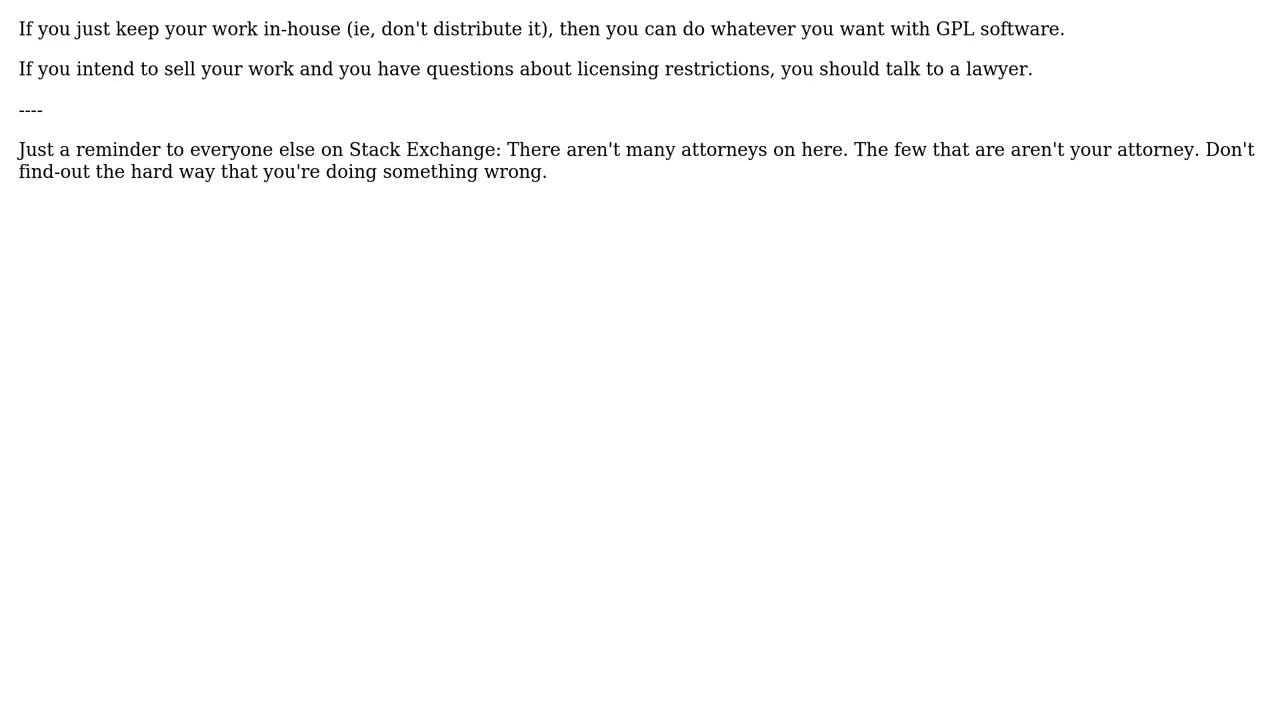 If you just keep your work in-house (ie, don't distribute it), then you can do whatever you want with GPL software.
If you intend to sell your work and you have questions about licensing restrictions, you should talk to a lawyer.
----
Just a reminder to everyone else on Stack Exchange: There aren't many attorneys on here. The few that are aren't your attorney. Don't
find-out the hard way that you're doing something wrong.